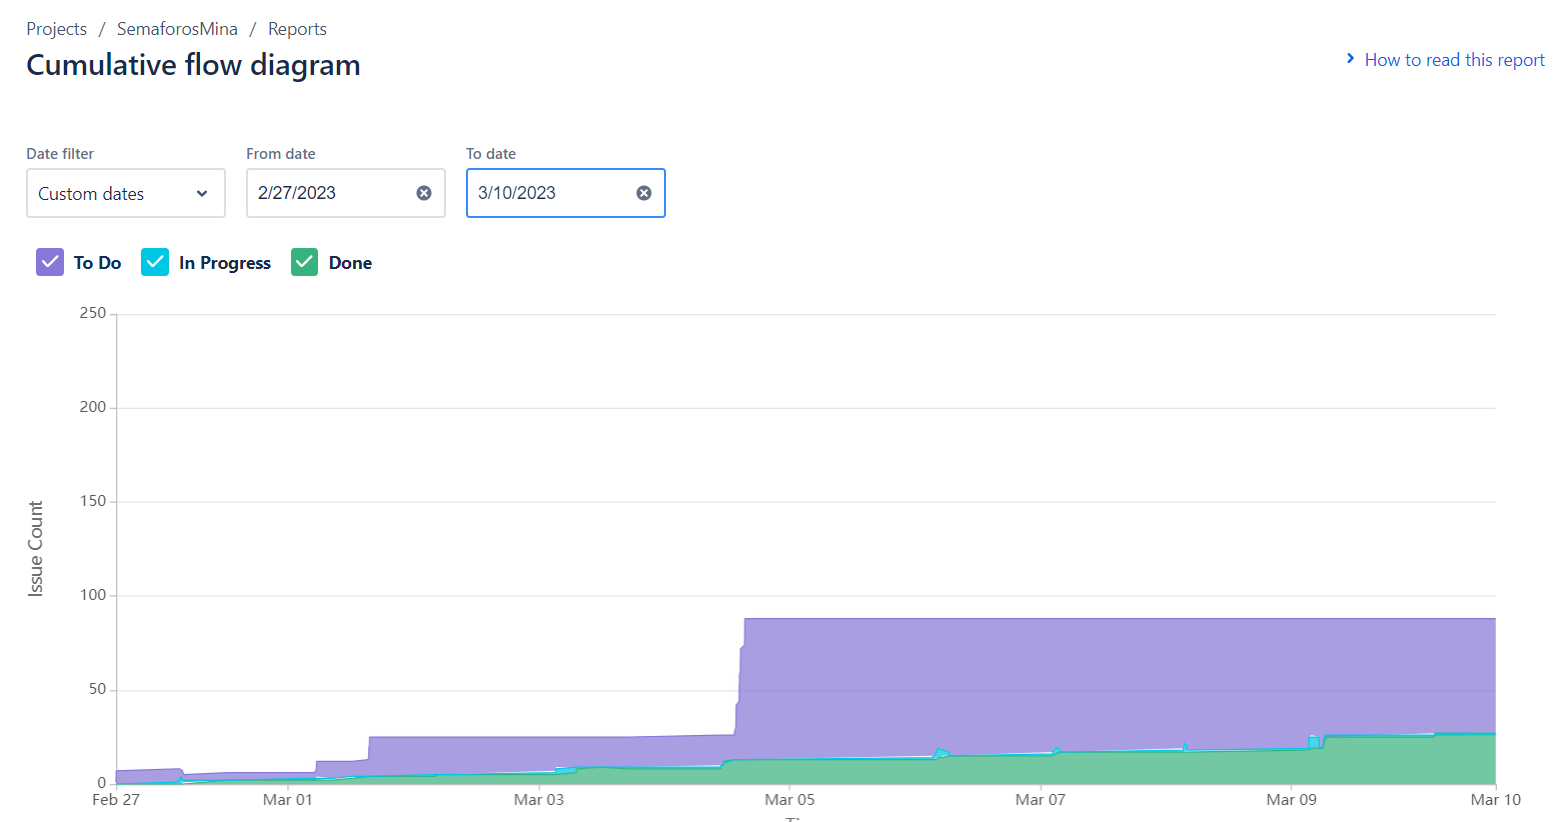 Projects / SemaforosMina / Reports
Cumulative flow diagram
How to read this report
Date filter
From date
To date
Custom dates
2/27/2023
3/10/2023
To Do
In Progress
Done
250
200
150
100
50
0
Issue Count
Feb 27
Mar 01
Mar 03
Mar 05
Mar 07
Mar 09
Mar 10